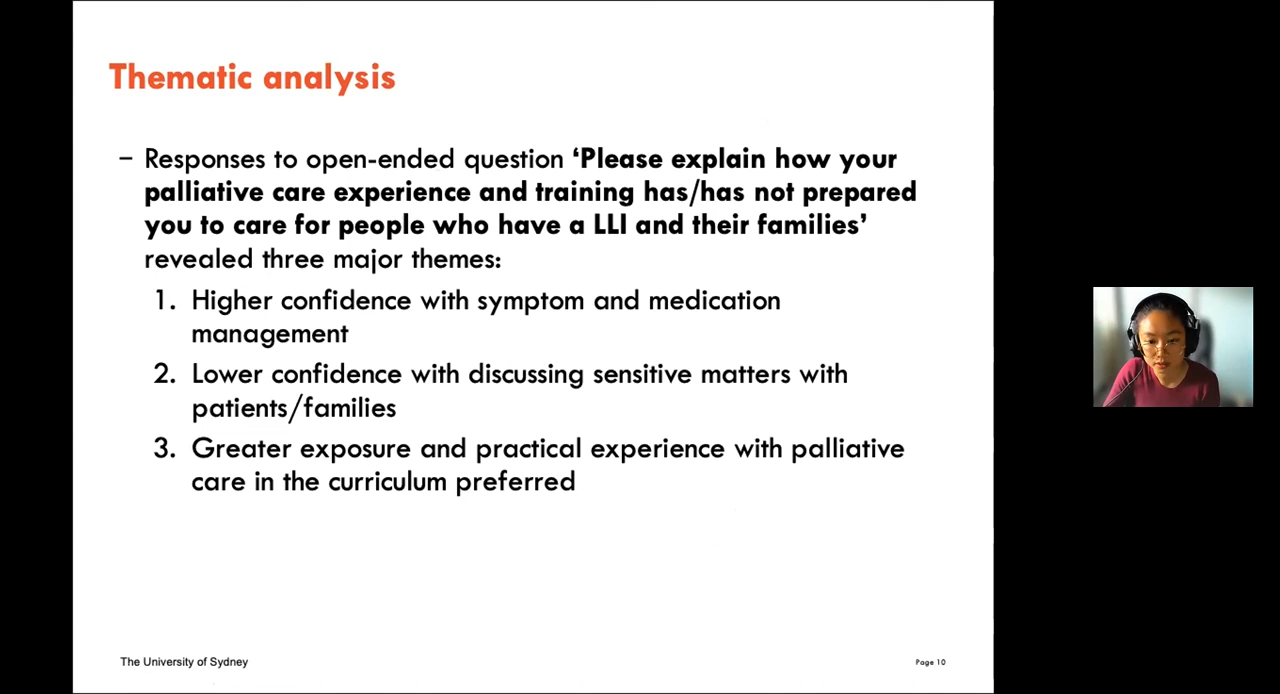 Thematic analysis
– Responses to open-ended question ‘Please explain how your
palliative care experience and training has/has not prepared
you to care for people who have a LLI and their families’
revealed three major themes:
1. Higher confidence with symptom and medication
management
2. Lower confidence with discussing sensitive matters with
patients/families
3. Greater exposure and practical experience with palliative
care in the curriculum preferred
The University of Sydney
Page 10